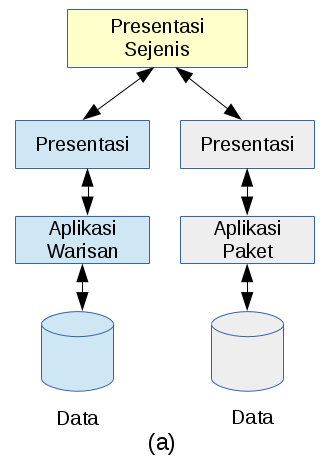 Presentasi
Sejenis
Presentasi
Presentasi
Aplikasi
Warisan
Aplikasi
Paket
Data
Data
(a)